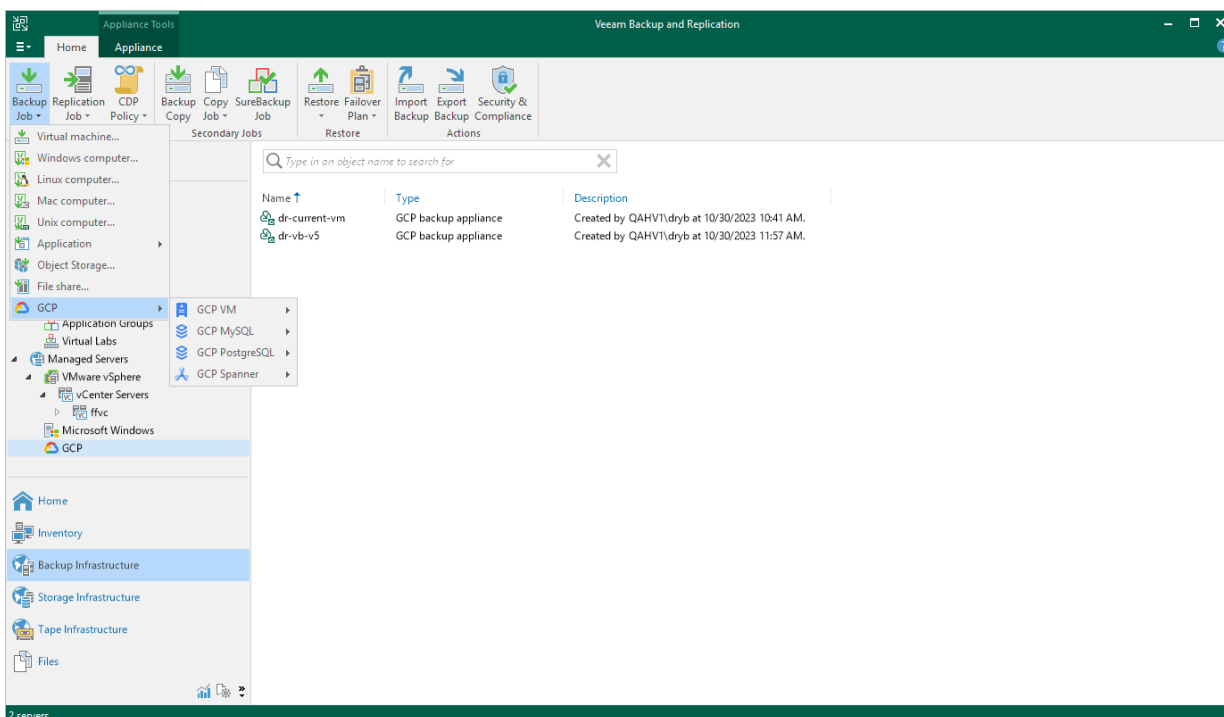 Appliance Tools
Veeam Backup and Replication
Home
Appliance
Backup Job
Replication Job
CDP Policy
Backup Copy
Copy Job
SureBackup Job
Restore
Failover Plan
Import Backup
Export Backup
Security & Compliance
Secondary Jobs
Restore
Actions
Virtual machine...
Windows computer...
Linux computer...
Mac computer...
Unix computer...
Application
Object Storage...
File share...
GCP
GCP VM
GCP MySQL
GCP PostgreSQL
GCP Spanner
Type in an object name to search for
Name Type Description
dr-current-vm GCP backup appliance Created by QAHV1\dryb at 10/30/2023 10:41 AM.
dr-vb-v5 GCP backup appliance Created by QAHV1\dryb at 10/30/2023 11:57 AM.
Application Groups
Virtual Labs
Managed Servers
VMware vSphere
vCenter Servers
ffvc
Microsoft Windows
GCP
Home
Inventory
Backup Infrastructure
Storage Infrastructure
Tape Infrastructure
Files
2 servers